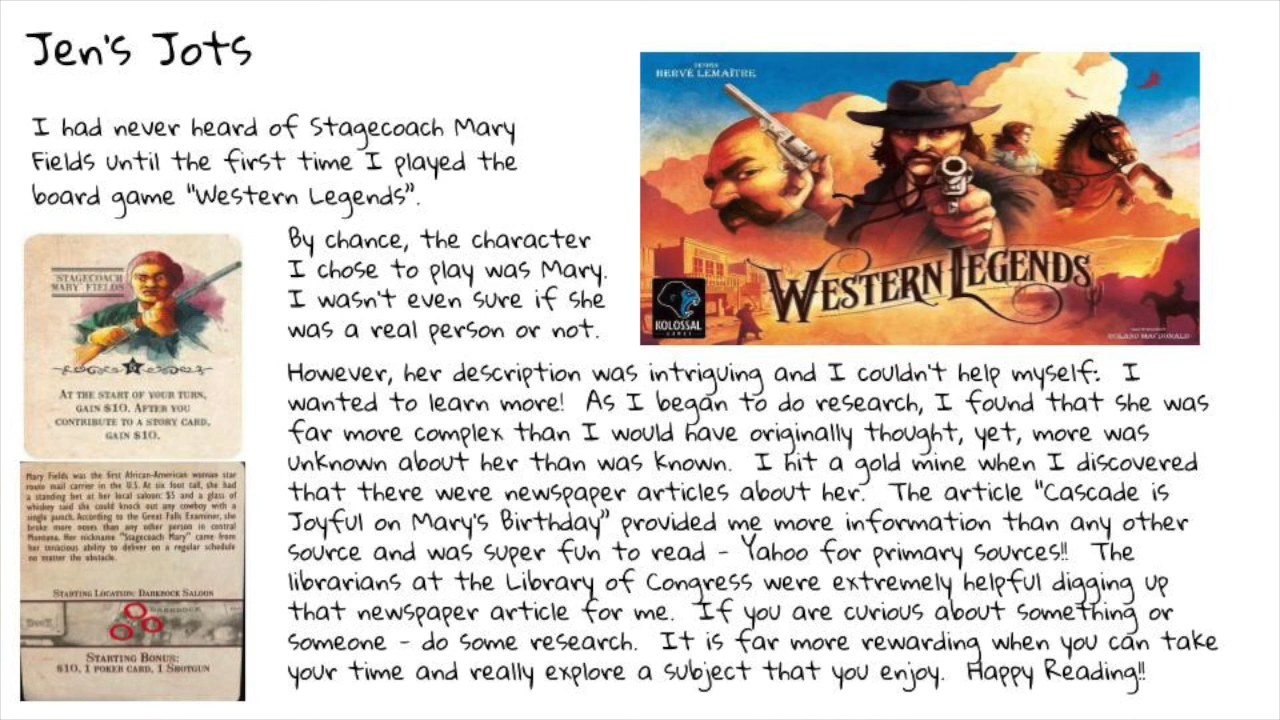 Jen's Jots
I had never heard of Stagecoach Mary
Fields until the first time I played the
board game "Western Legends".
HERVÉ LEMAÎTRE
WESTERN LEGENDS
KOLOSSAL
GAMES
ROLAND MACDONALD
STAGECOACH
MARY FIELDS
AT THE START OF YOUR TURN,
GAIN $10. AFTER YOU
CONTRIBUTE TO A STORY CARD,
GAIN $10.
By chance, the character
I chose to play was Mary.
I wasn't even sure if she
was a real person or not.
However, her description was intriguing and I couldn't help myself: I
wanted to learn more! As I began to do research, I found that she was
far more complex than I would have originally thought, yet, more was
unknown about her than was known. I hit a gold mine when I discovered
that there were newspaper articles about her. The article "Cascade is
Joyful on Mary's Birthday" provided me more information than any other
source and was super fun to read - Yahoo for primary sources!! The
librarians at the Library of Congress were extremely helpful digging up
that newspaper article for me. If you are curious about something or
someone - do some research. It is far more rewarding when you can take
your time and really explore a subject that you enjoy. Happy Reading!!
Mary Fields was the first African-American woman star
route mail carrier in the U.S. At six foot tall, she had
a standing bet at her local saloon: $5 and a glass of
whiskey said she could knock out any cowboy with a
single punch. According to the Great Falls Examiner, she
broke more noses than any other person in central
Montana. Her nickname "Stagecoach Mary" came from
her tenacious ability to deliver on a regular schedule
no matter the obstacle.
STARTING LOCATION: DARKROCK SALOON
DARKROCK
STARTING BONUS:
$10, 1 POKER CARD, 1 SHOTGUN